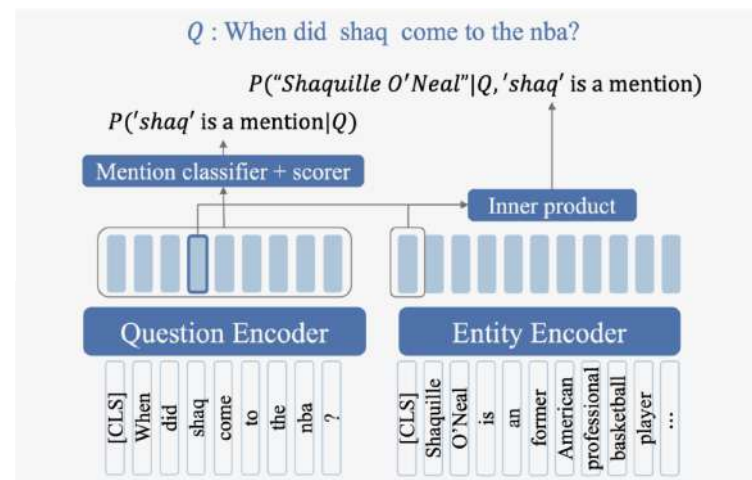 Q : When did shaq come to the nba?
P("Shaquille O'Neal"|Q,'shaq' is a mention)
P('shaq' is a mention|Q)
Mention classifier + scorer
Inner product
Question Encoder
Entity Encoder
[CLS]
When
did
shaq
come
to
the
nba
?
[CLS]
Shaquille
O'Neal
is
an
former
American
professional
basketball
player
...